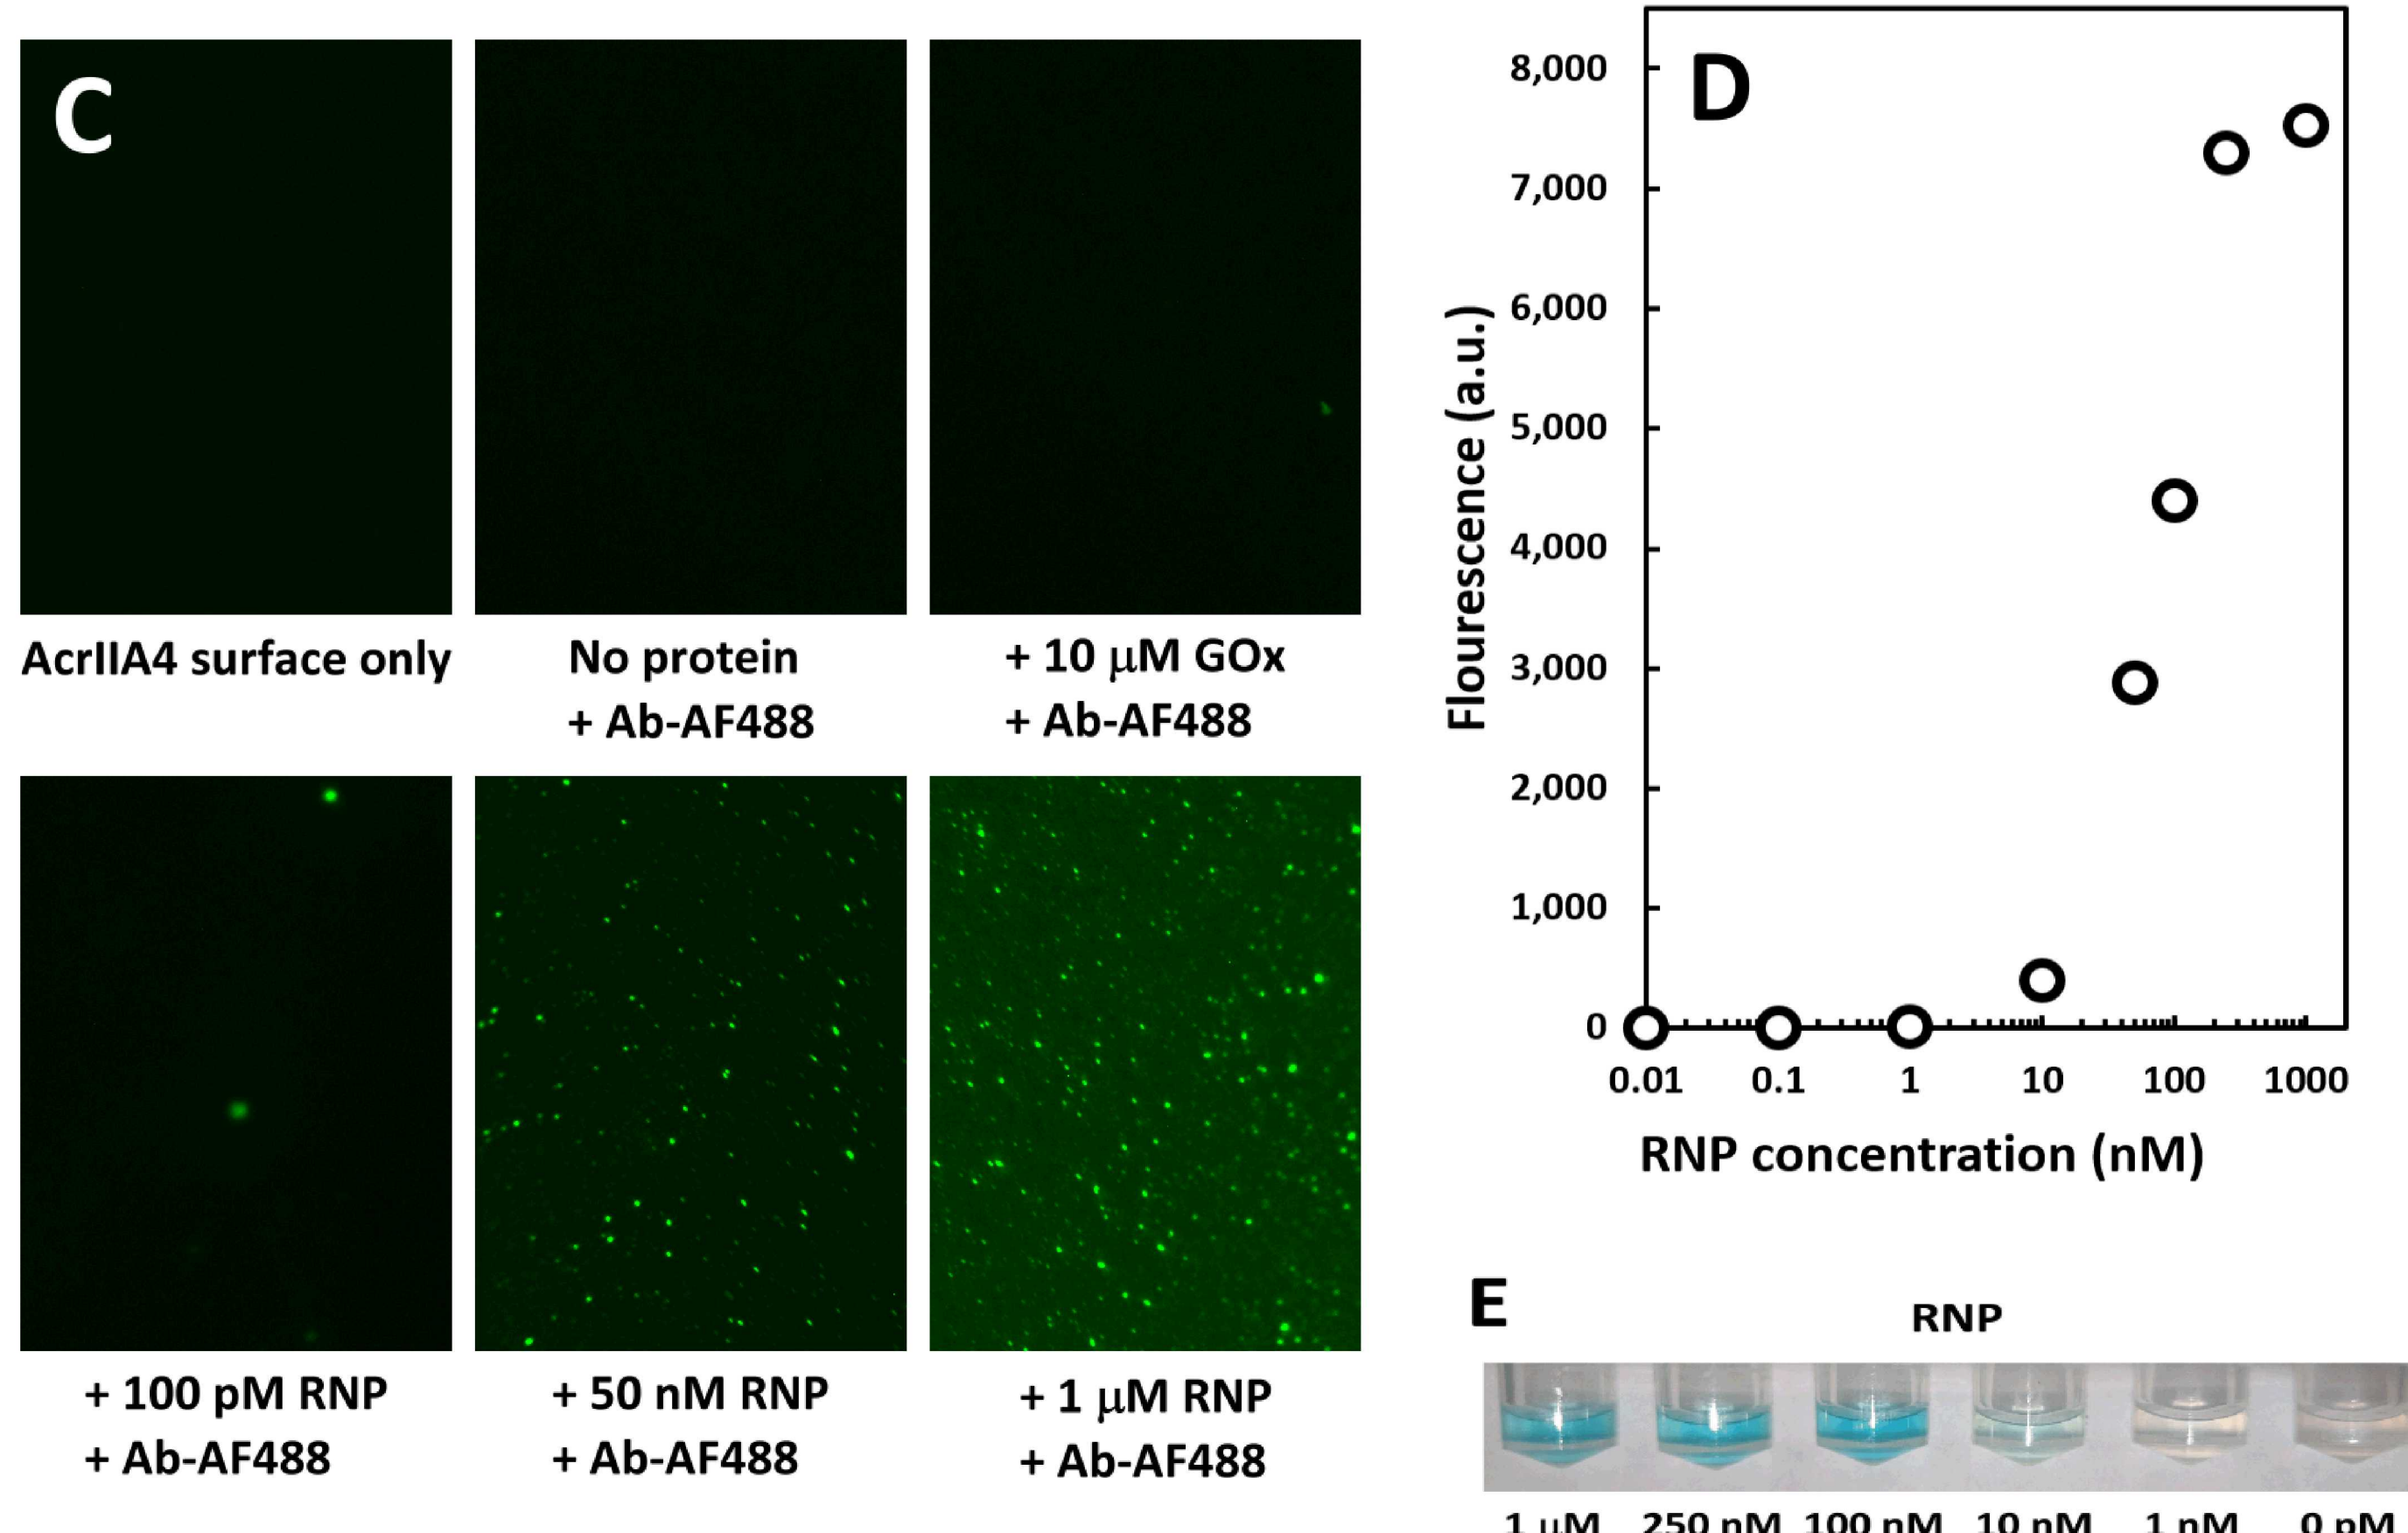 C
AcrIIA4 surface only
No protein
+ Ab-AF488
+ 10 μM GOx
+ Ab-AF488
+ 100 pM RNP
+ Ab-AF488
+ 50 nM RNP
+ Ab-AF488
+ 1 μM RNP
+ Ab-AF488
D
Flourescence (a.u.)
8,000
7,000
6,000
5,000
4,000
3,000
2,000
1,000
0
0.01 0.1 1 10 100 1000
RNP concentration (nM)
E
RNP
1 μM 250 nM 100 nM 10 nM 1 nM 0 pM